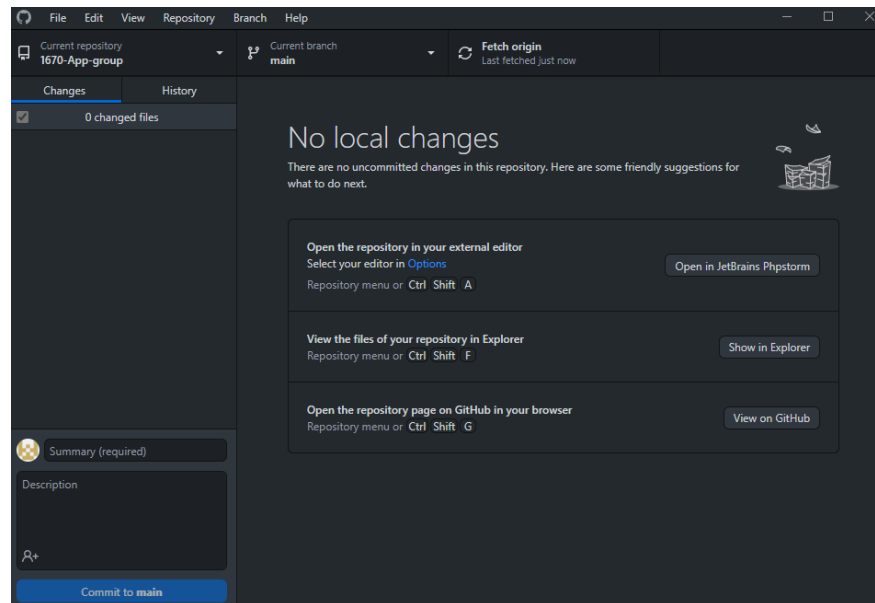 File Edit View Repository Branch Help
Current repository
1670-App-group
Current branch
main
Fetch origin
Last fetched just now
Changes History
0 changed files
No local changes
There are no uncommitted changes in this repository. Here are some friendly suggestions for
what to do next.
Open the repository in your external editor
Select your editor in Options
Repository menu or Ctrl Shift A
Open in JetBrains Phpstorm
View the files of your repository in Explorer
Repository menu or Ctrl Shift F
Show in Explorer
Open the repository page on GitHub in your browser
Repository menu or Ctrl Shift G
View on GitHub
Summary (required)
Description
Commit to main